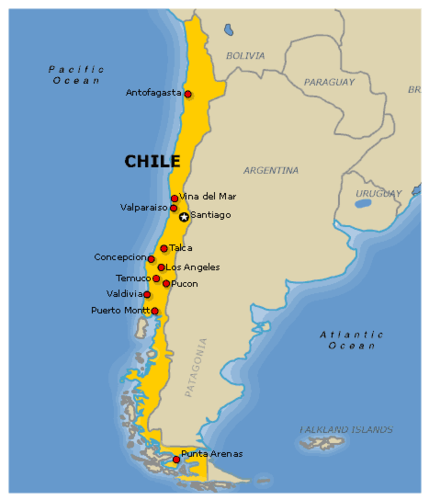 Pacific
Ocean
BOLIVIA
PARAGUAY
Antofagasta
BR
CHILE
ARGENTINA
URUGUAY
Vina del Mar
Valparaiso
Santiago
Talca
Concepcion
Los Angeles
Temuco
Pucon
Valdivia
Puerto Montt
Atlantic
Ocean
PATAGONIA
FALKLAND ISLANDS
Punta Arenas